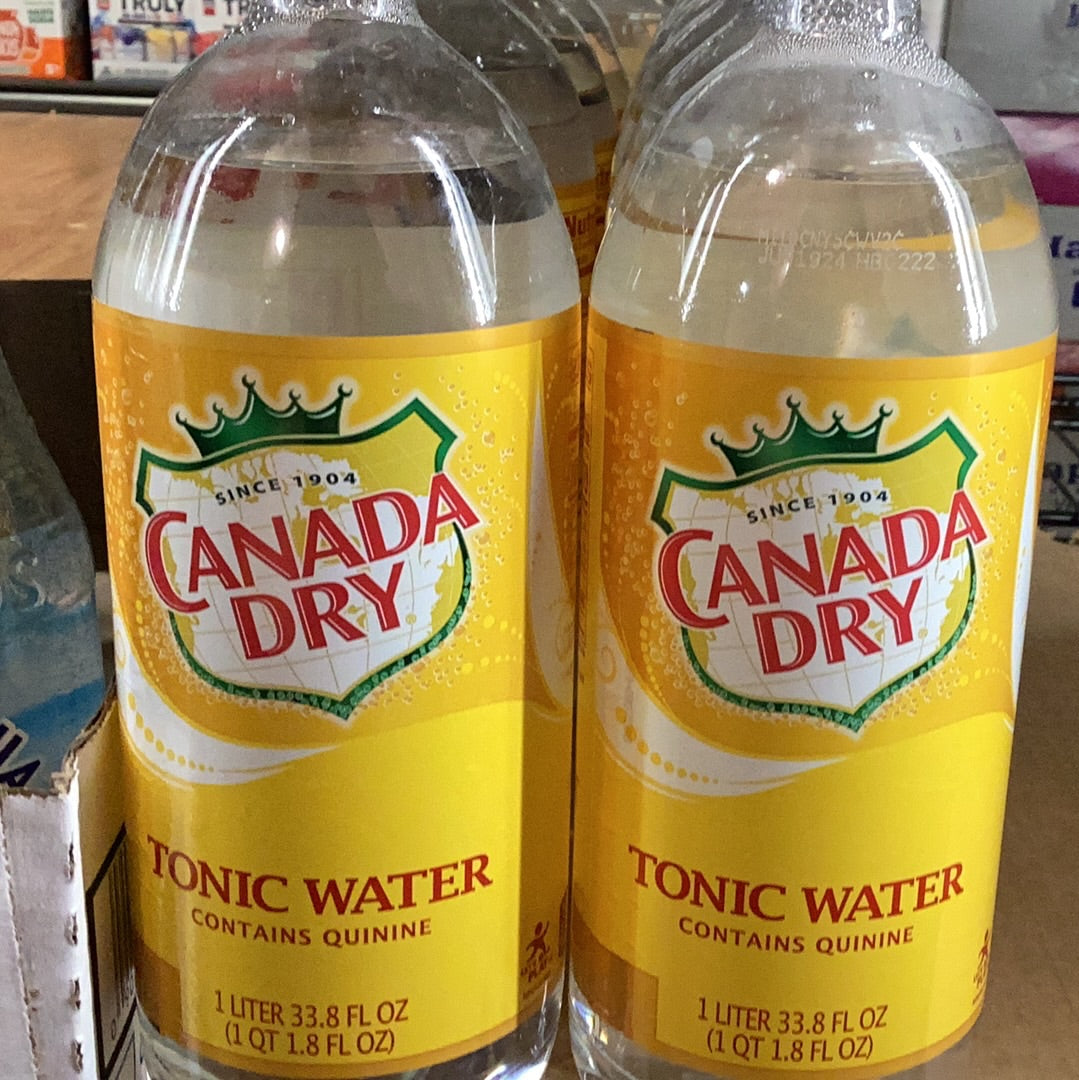 TRULY
SINCE 1904
CANADA
DRY
TONIC WATER
CONTAINS QUININE
1 LITER 33.8 FL OZ
(1 QT 1.8 FL OZ)
222
SINCE 1904
CANADA
DRY
TONIC WATER
CONTAINS QUININE
1 LITER 33.8 FL OZ
(1 QT 1.8 FL OZ)